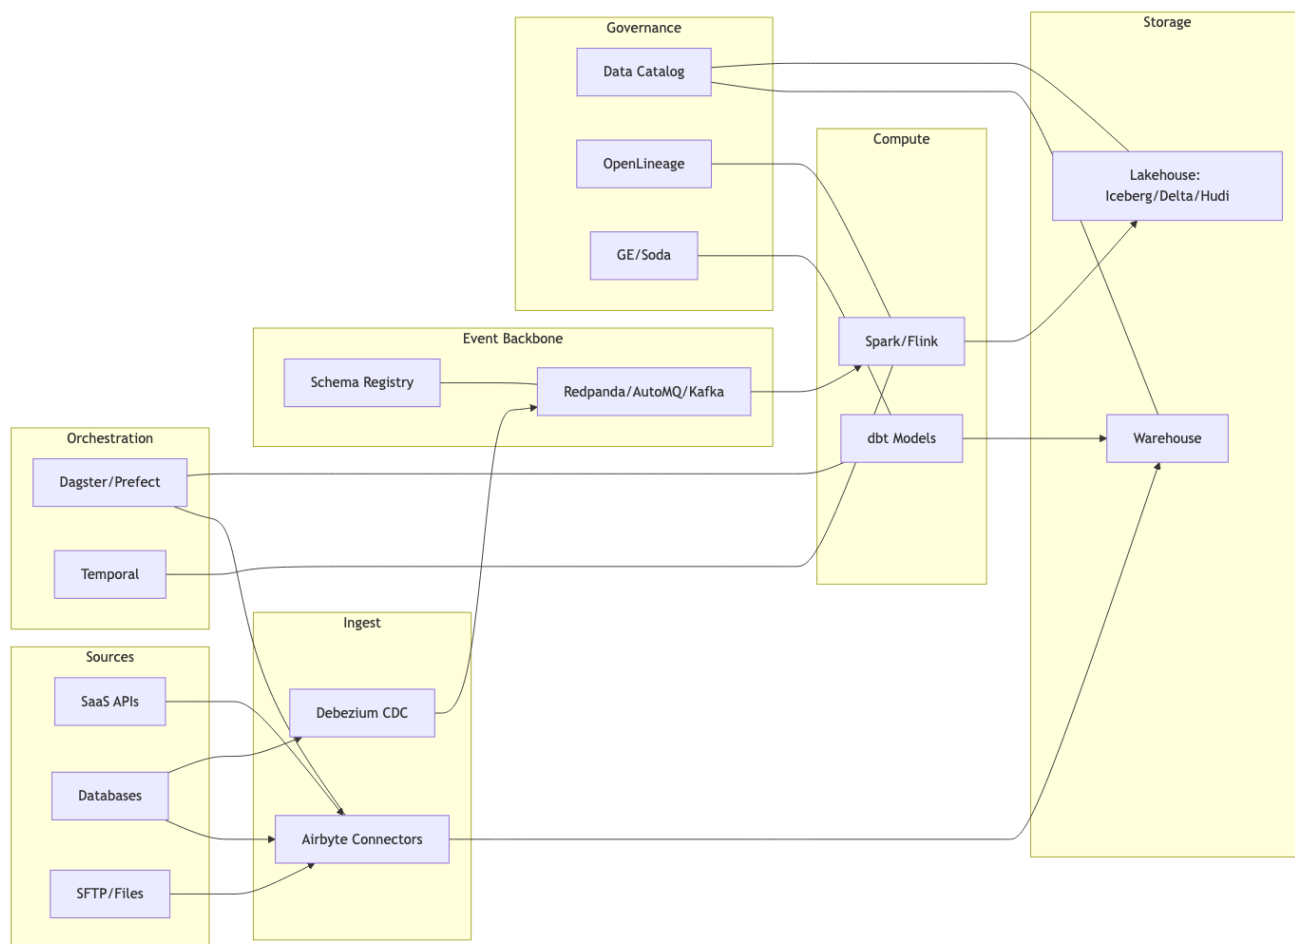 Governance
Data Catalog
OpenLineage
GE/Soda
Storage
Lakehouse:
Iceberg/Delta/Hudi
Warehouse
Compute
Spark/Flink
dbt Models
Event Backbone
Schema Registry
Redpanda/AutoMQ/Kafka
Orchestration
Dagster/Prefect
Temporal
Ingest
Debezium CDC
Airbyte Connectors
Sources
SaaS APIs
Databases
SFTP/Files